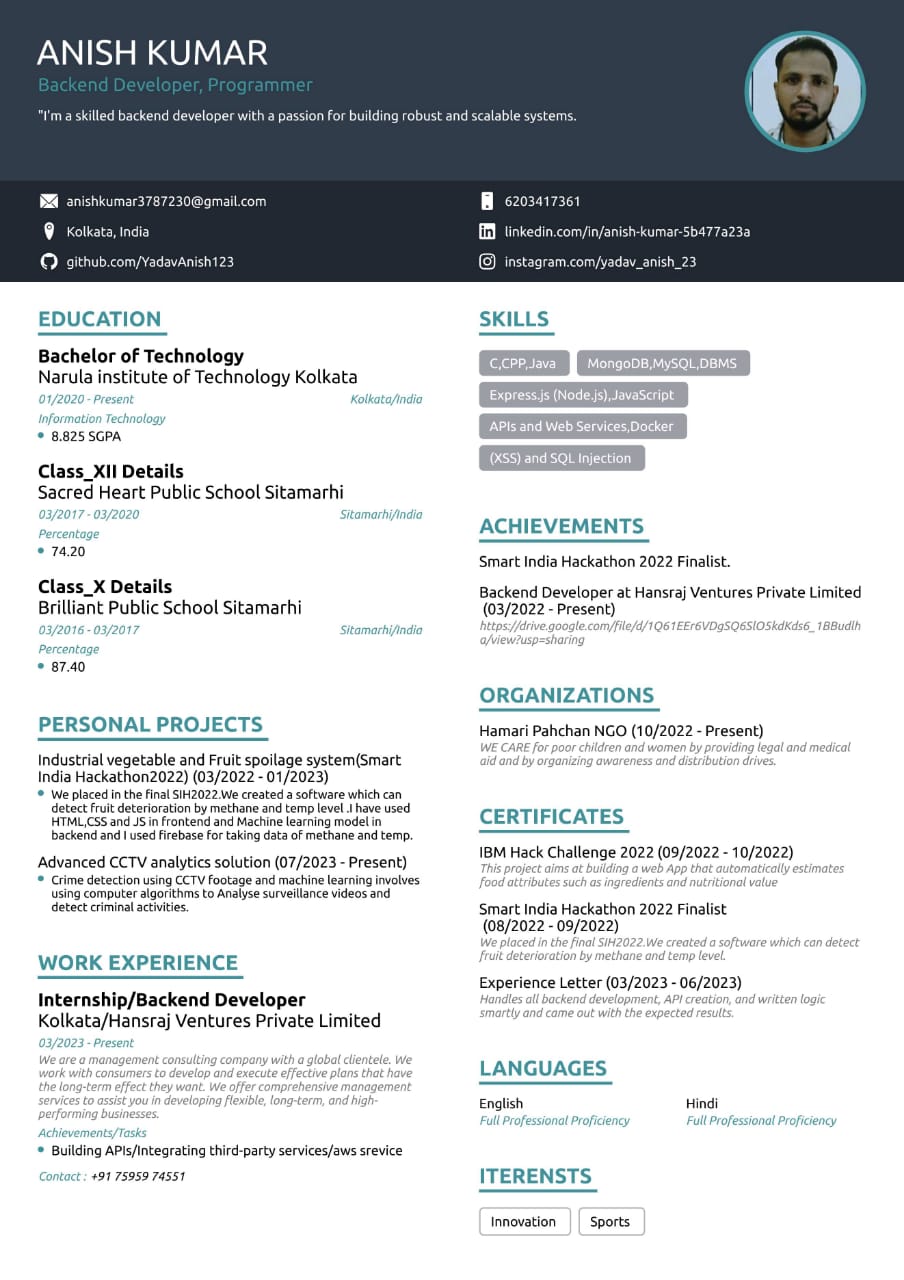 ANISH KUMAR
Backend Developer, Programmer
"I'm a skilled backend developer with a passion for building robust and scalable systems.
anishkumar3787230@gmail.com
6203417361
Kolkata, India
linkedin.com/in/anish-kumar-5b477a23a
github.com/YadavAnish123
instagram.com/yadav_anish_23
EDUCATION
Bachelor of Technology
Narula institute of Technology Kolkata
01/2020 - Present
Kolkata/India
Information Technology
8.825 SGPA
Class_XII Details
Sacred Heart Public School Sitamarhi
03/2017 - 03/2020
Sitamarhi/India
Percentage
74.20
Class_X Details
Brilliant Public School Sitamarhi
03/2016 - 03/2017
Sitamarhi/India
Percentage
87.40
PERSONAL PROJECTS
Industrial vegetable and Fruit spoilage system(Smart
India Hackathon2022) (03/2022 - 01/2023)
We placed in the final SIH2022.We created a software which can
detect fruit deterioration by methane and temp level .I have used
HTML,CSS and JS in frontend and Machine learning model in
backend and I used firebase for taking data of methane and temp.
Advanced CCTV analytics solution (07/2023 - Present)
Crime detection using CCTV footage and machine learning involves
using computer algorithms to Analyse surveillance videos and
detect criminal activities.
WORK EXPERIENCE
Internship/Backend Developer
Kolkata/Hansraj Ventures Private Limited
03/2023 - Present
We are a management consulting company with a global clientele. We
work with consumers to develop and execute effective plans that have
the long-term effect they want. We offer comprehensive management
services to assist you in developing flexible, long-term, and high-
performing businesses.
Achievements/Tasks
Building APIs/Integrating third-party services/aws srevice
Contact : +91 75959 74551
SKILLS
C,CPP,Java
MongoDB,MySQL,DBMS
Express.js (Node.js),JavaScript
APIs and Web Services,Docker
(XSS) and SQL Injection
ACHIEVEMENTS
Smart India Hackathon 2022 Finalist.
Backend Developer at Hansraj Ventures Private Limited
(03/2022 - Present)
https://drive.google.com/file/d/1Q61EEr6VDgSQ6SlOSkdKds6_1BBudlh
a/view?usp=sharing
ORGANIZATIONS
Hamari Pahchan NGO (10/2022 - Present)
WE CARE for poor children and women by providing legal and medical
aid and by organizing awareness and distribution drives.
CERTIFICATES
IBM Hack Challenge 2022 (09/2022 - 10/2022)
This project aims at building a web App that automatically estimates
food attributes such as ingredients and nutritional value
Smart India Hackathon 2022 Finalist
(08/2022 - 09/2022)
We placed in the final SIH2022.We created a software which can detect
fruit deterioration by methane and temp level.
Experience Letter (03/2023 - 06/2023)
Handles all backend development, API creation, and written logic
smartly and came out with the expected results.
LANGUAGES
English
Hindi
Full Professional Proficiency
Full Professional Proficiency
ITERENSTS
Innovation
Sports